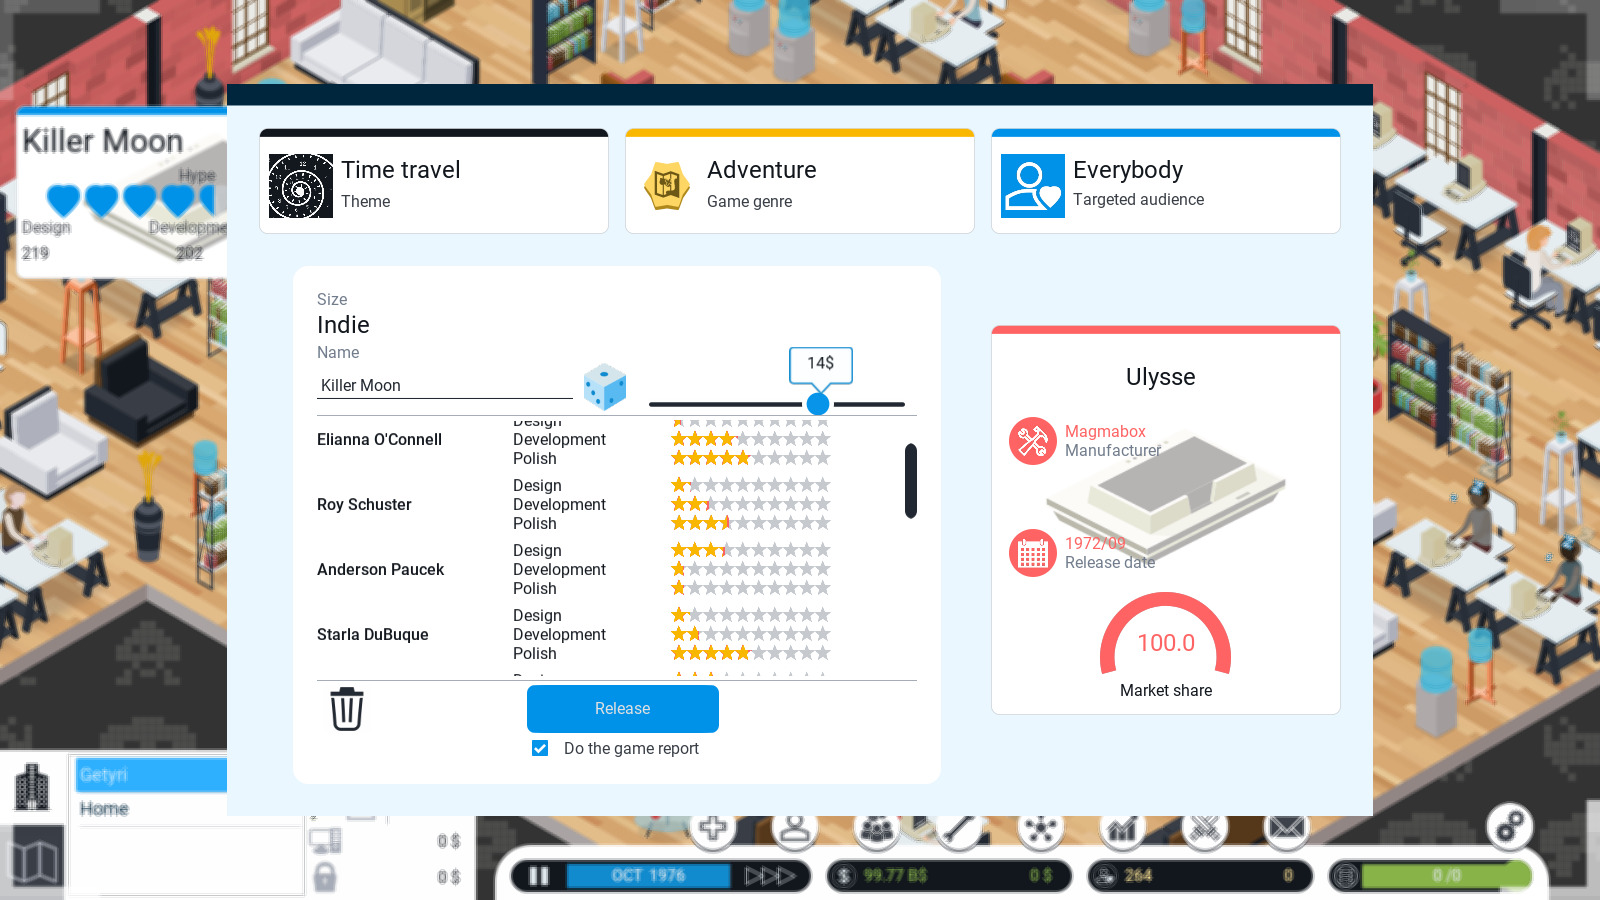 Killer Moon
Hype
Design
Developme
219
202
Time travel
Theme
Adventure
Game genre
Everybody
Targeted audience
Size
Indie
Name
Killer Moon
14$
Design
Elianna O'Connell
Development
Polish
Design
Roy Schuster
Development
Polish
Design
Anderson Paucek
Development
Polish
Design
Starla DuBuque
Development
Polish
Release
Do the game report
Ulysse
Magmabox
Manufacturer
1972/09
Release date
100.0
Market share
Getyri
Home
0 $
0 $
OCT 1976
99.77 B$
0 $
264
0
0 /0